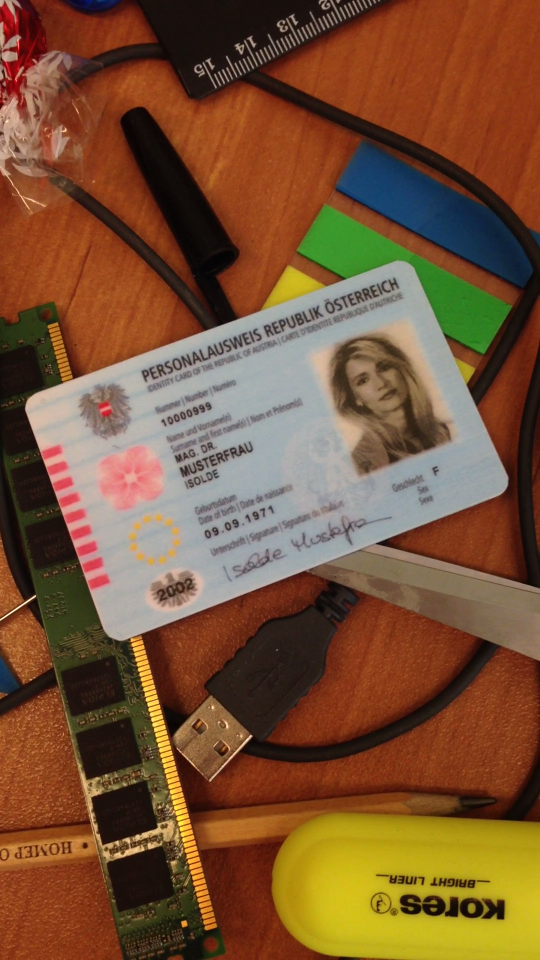 15 14 13 12
PERSONALAUSWEIS REPUBLIK ÖSTERREICH
IDENTITY CARD OF THE REPUBLIC OF AUSTRIA | CARTE D'IDENTITÉ RÉPUBLIQUE D'AUTRICHE
Nummer | Number | Numéro
10000999
Name und Vorname(n)
Surname and first name(s) | Nom et Prénom(s)
MAG. DR.
MUSTERFRAU
ISOLDE
Geburtsdatum
Date of birth | Date de naissance
09.09.1971
Geschlecht F
Sex
Sexe
Unterschrift | Signature | Signature du titulaire
Isolde Musterfrau
2002
HOMEP O
Kores
BRIGHT LINER